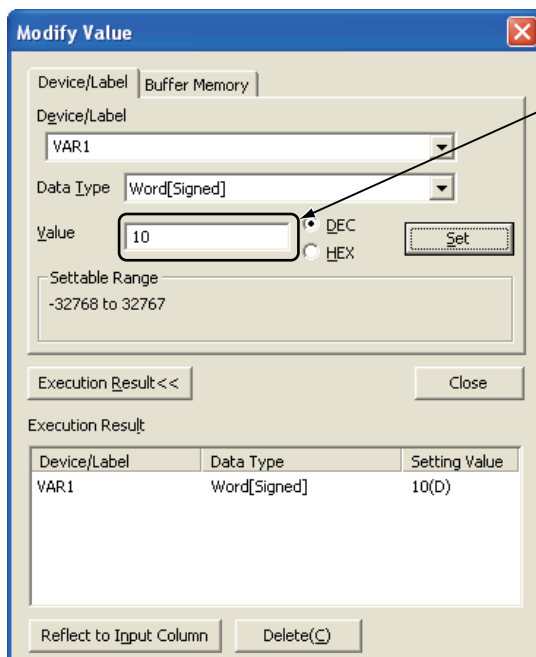 Modify Value
Device/Label Buffer Memory
Device/Label
VAR1
Data Type Word[Signed]
Value 10 DEC
HEX
Set
Settable Range
-32768 to 32767
Execution Result<< Close
Execution Result
Device/Label Data Type Setting Value
VAR1 Word[Signed] 10(D)
Reflect to Input Column Delete(C)